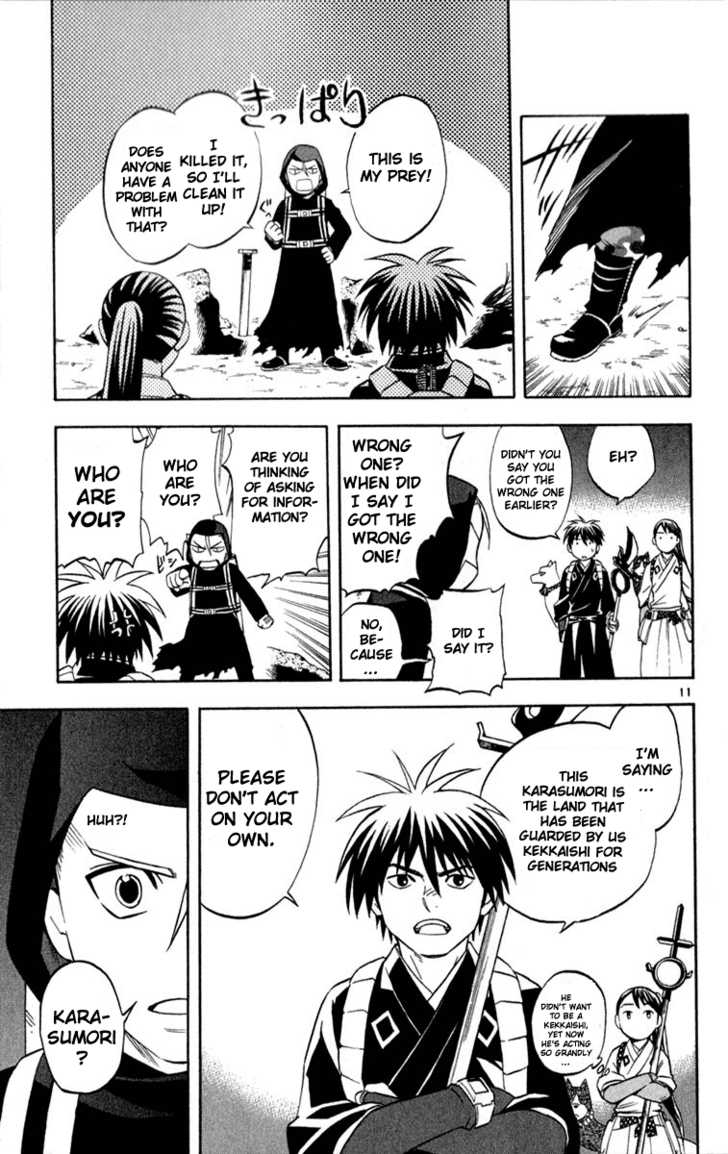 THIS IS
MY PREY!
きっぱり
I
KILLED IT,
SO I'LL
CLEAN IT
UP!
DOES
ANYONE
HAVE A
PROBLEM
WITH
THAT?
EH?
DIDN'T YOU
SAY YOU
GOT THE
WRONG ONE
EARLIER?
WRONG
ONE?
WHEN DID
I SAY I
GOT THE
WRONG
ONE!
DID I
SAY IT?
NO,
BE-
CAUSE
...
ARE YOU
THINKING
OF ASKING
FOR INFOR-
MATION?
WHO
ARE
YOU?
WHO
ARE
YOU?
11
I'M
SAYING
...
THIS
KARASUMORI IS
THE LAND THAT
HAS BEEN
GUARDED BY US
KEKKAISHI FOR
GENERATIONS
PLEASE
DON'T ACT
ON YOUR
OWN.
HE
DIDN'T WANT
TO BE A
KEKKAISHI,
YET NOW
HE'S ACTING
SO GRANDLY
...
HUH?!
KARA-
SUMORI
?